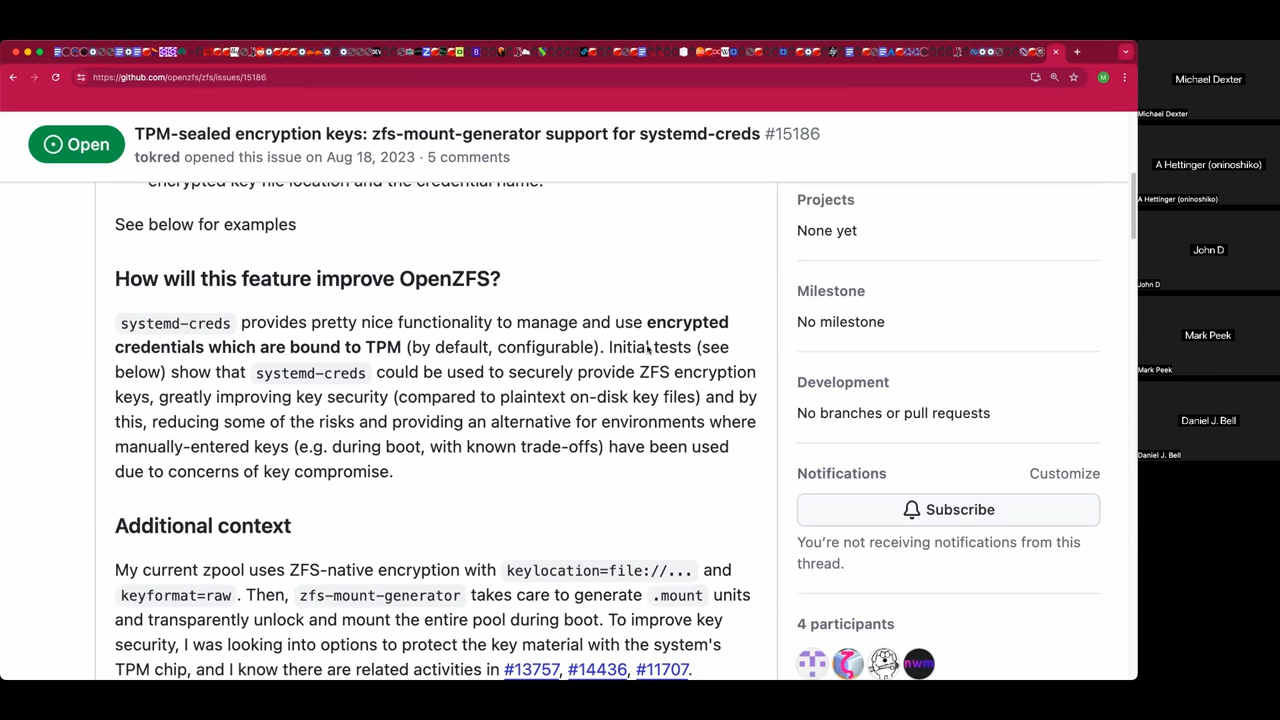 https://github.com/openzfs/zfs/issues/15186
Open
TPM-sealed encryption keys: zfs-mount-generator support for systemd-creds #15186
tokred opened this issue on Aug 18, 2023 · 5 comments
encrypted key file location and the credential name.
See below for examples
How will this feature improve OpenZFS?
systemd-creds provides pretty nice functionality to manage and use encrypted
credentials which are bound to TPM (by default, configurable). Initial tests (see
below) show that systemd-creds could be used to securely provide ZFS encryption
keys, greatly improving key security (compared to plaintext on-disk key files) and by
this, reducing some of the risks and providing an alternative for environments where
manually-entered keys (e.g. during boot, with known trade-offs) have been used
due to concerns of key compromise.
Additional context
My current zpool uses ZFS-native encryption with keylocation=file://... and
keyformat=raw. Then, zfs-mount-generator takes care to generate .mount units
and transparently unlock and mount the entire pool during boot. To improve key
security, I was looking into options to protect the key material with the system's
TPM chip, and I know there are related activities in #13757, #14436, #11707.
Projects
None yet
Milestone
No milestone
Development
No branches or pull requests
Notifications
Customize
Subscribe
You're not receiving notifications from this
thread.
4 participants
nwm
Michael Dexter
Michael Dexter
A Hettinger (oninoshiko)
A Hettinger (oninoshiko)
John D
John D
Mark Peek
Mark Peek
Daniel J. Bell
Daniel J. Bell